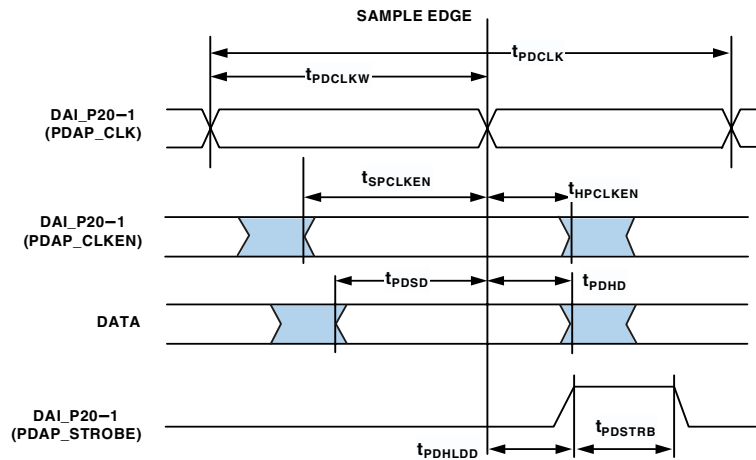 SAMPLE EDGE
tPDCLK
tPDCLKW
DAI_P20–1
(PDAP_CLK)
tSPCLKEN
tHPCLKEN
DAI_P20–1
(PDAP_CLKEN)
tPDSD
tPDHD
DATA
DAI_P20–1
(PDAP_STROBE)
tPDSTRB
tPDHLDD